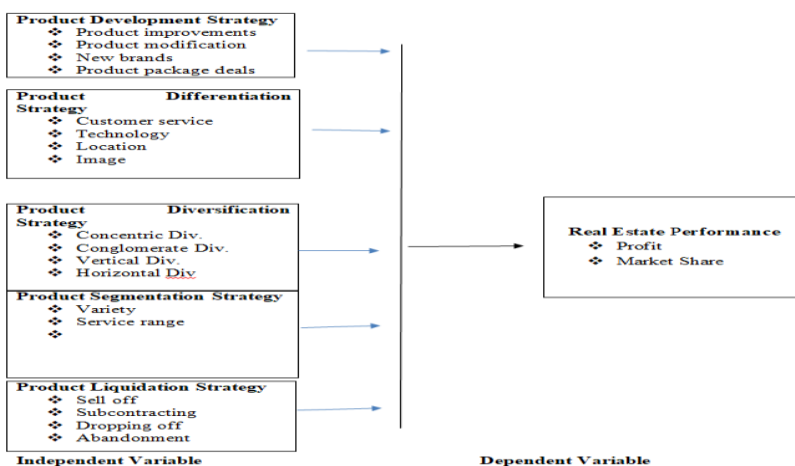 Product Development Strategy
❖ Product improvements
❖ Product modification
❖ New brands
❖ Product package deals
Product Differentiation
Strategy
❖ Customer service
❖ Technology
❖ Location
❖ Image
Product Diversification
Strategy
❖ Concentric Div.
❖ Conglomerate Div.
❖ Vertical Div.
❖ Horizontal Div
Product Segmentation Strategy
❖ Variety
❖ Service range
❖
Product Liquidation Strategy
❖ Sell off
❖ Subcontracting
❖ Dropping off
❖ Abandonment
Independent Variable
Real Estate Performance
❖ Profit
❖ Market Share
Dependent Variable